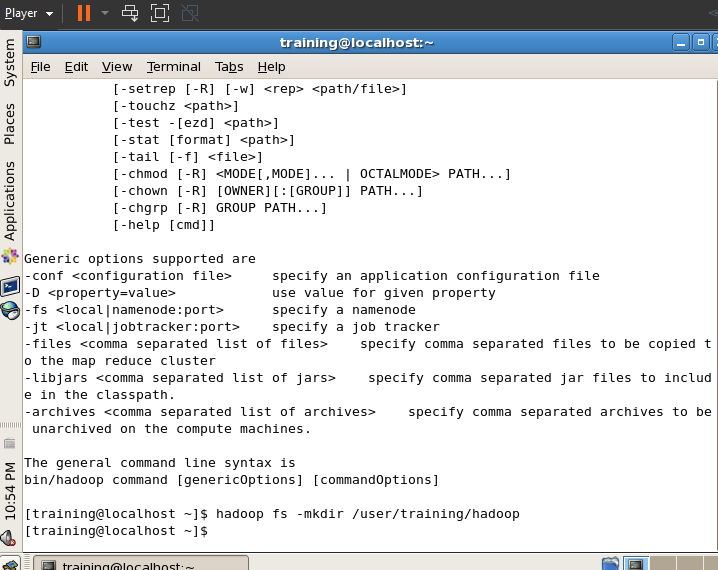 Player
training@localhost:~
File Edit View Terminal Tabs Help
[-setrep [-R] [-w] <rep> <path/file>]
[-touchz <path>]
[-test -[ezd] <path>]
[-stat [format] <path>]
[-tail [-f] <file>]
[-chmod [-R] <MODE[,MODE]... | OCTALMODE> PATH...]
[-chown [-R] [OWNER][:[GROUP]] PATH...]
[-chgrp [-R] GROUP PATH...]
[-help [cmd]]
Generic options supported are
-conf <configuration file>     specify an application configuration file
-D <property=value>            use value for given property
-fs <local|namenode:port>      specify a namenode
-jt <local|jobtracker:port>    specify a job tracker
-files <comma separated list of files>    specify comma separated files to be copied t
o the map reduce cluster
-libjars <comma separated list of jars>    specify comma separated jar files to includ
e in the classpath.
-archives <comma separated list of archives>    specify comma separated archives to be
 unarchived on the compute machines.
The general command line syntax is
bin/hadoop command [genericOptions] [commandOptions]
[training@localhost ~]$ hadoop fs -mkdir /user/training/hadoop
[training@localhost ~]$
System
Places
Applications
10:54 PM
training@localhost:~